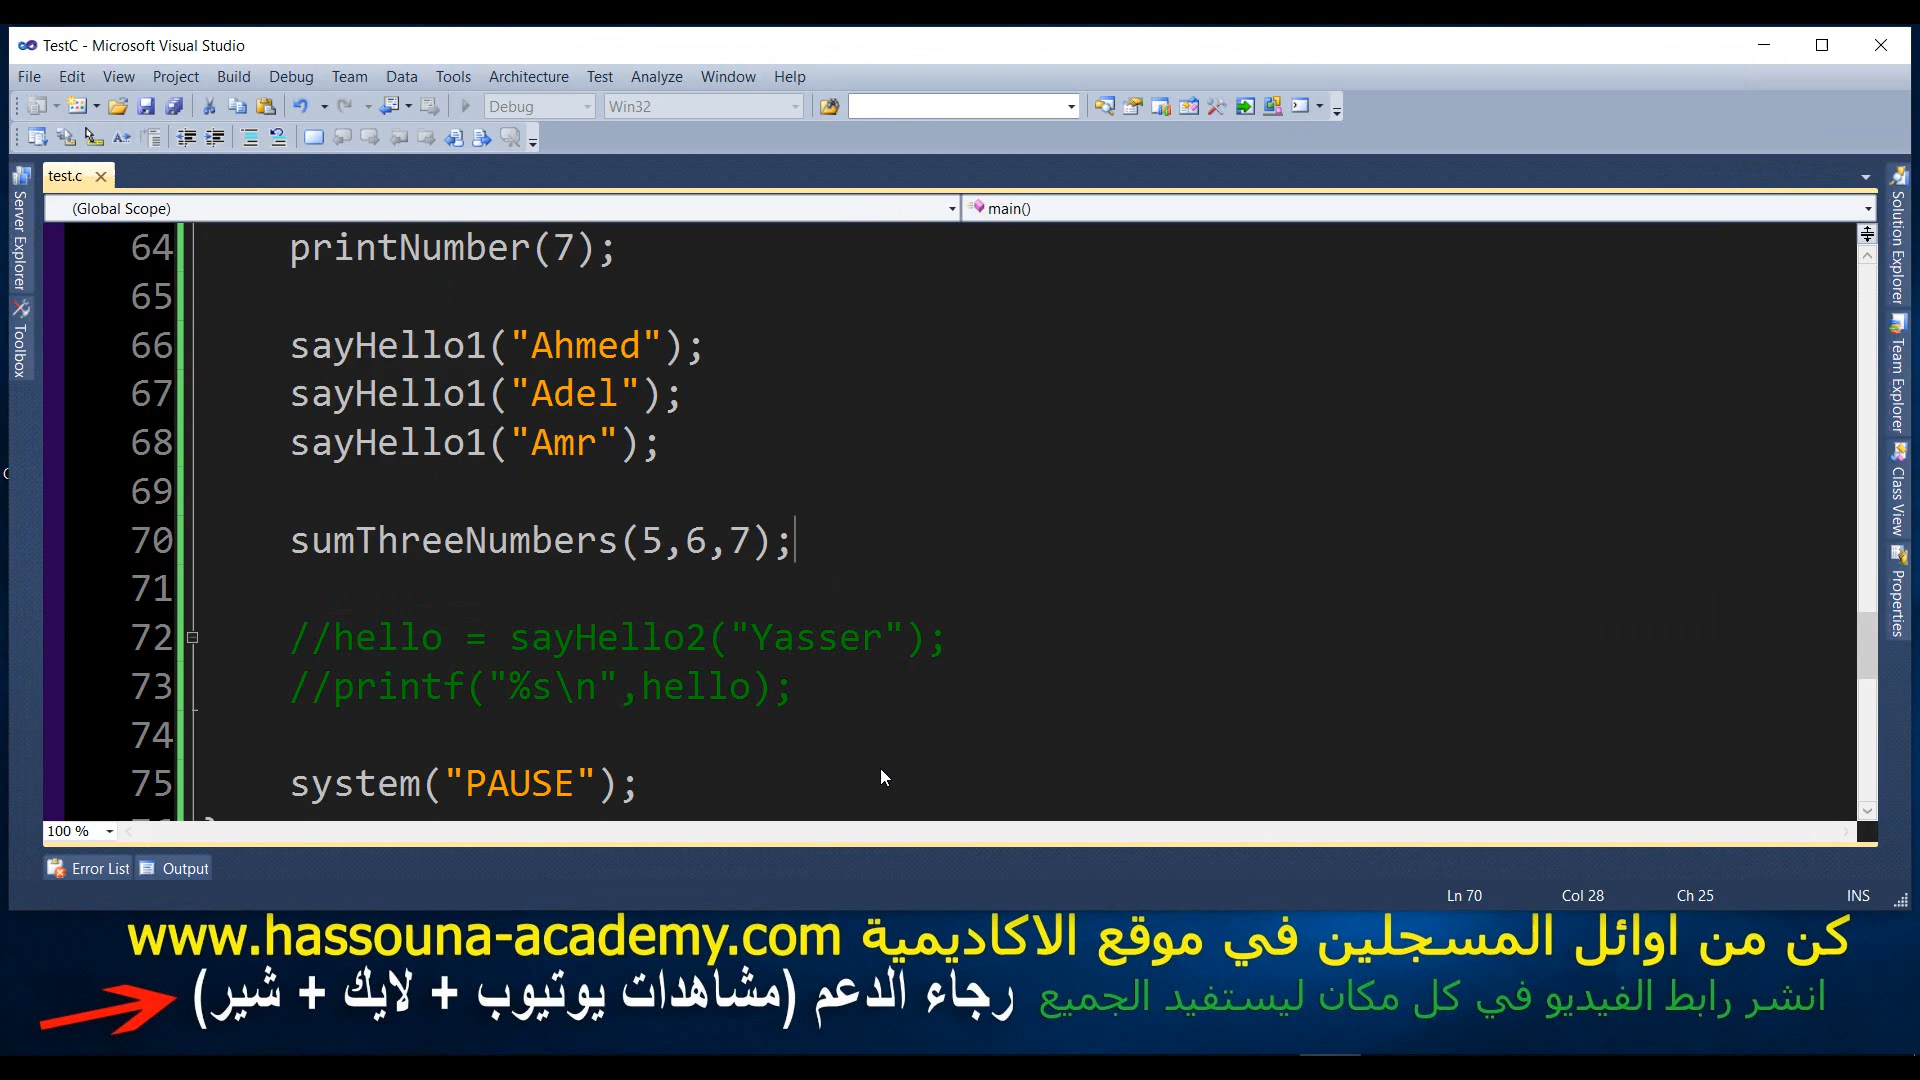 TestC - Microsoft Visual Studio
File Edit View Project Build Debug Team Data Tools Architecture Test Analyze Window Help
Debug Win32
test.c
(Global Scope) main()
Server Explorer
Toolbox
Solution Explorer
Team Explorer
Class View
Properties
64 printNumber(7);
65
66 sayHello1("Ahmed");
67 sayHello1("Adel");
68 sayHello1("Amr");
69
70 sumThreeNumbers(5,6,7);
71
72 //hello = sayHello2("Yasser");
73 //printf("%s\n",hello);
74
75 system("PAUSE");
100 %
Error List Output
Ln 70 Col 28 Ch 25 INS
كن من اوائل المسجلين في موقع الاكاديمية www.hassouna-academy.com
انشر رابط الفيديو في كل مكان ليستفيد الجميع رجاء الدعم (مشاهدات يوتيوب + لايك + شير)